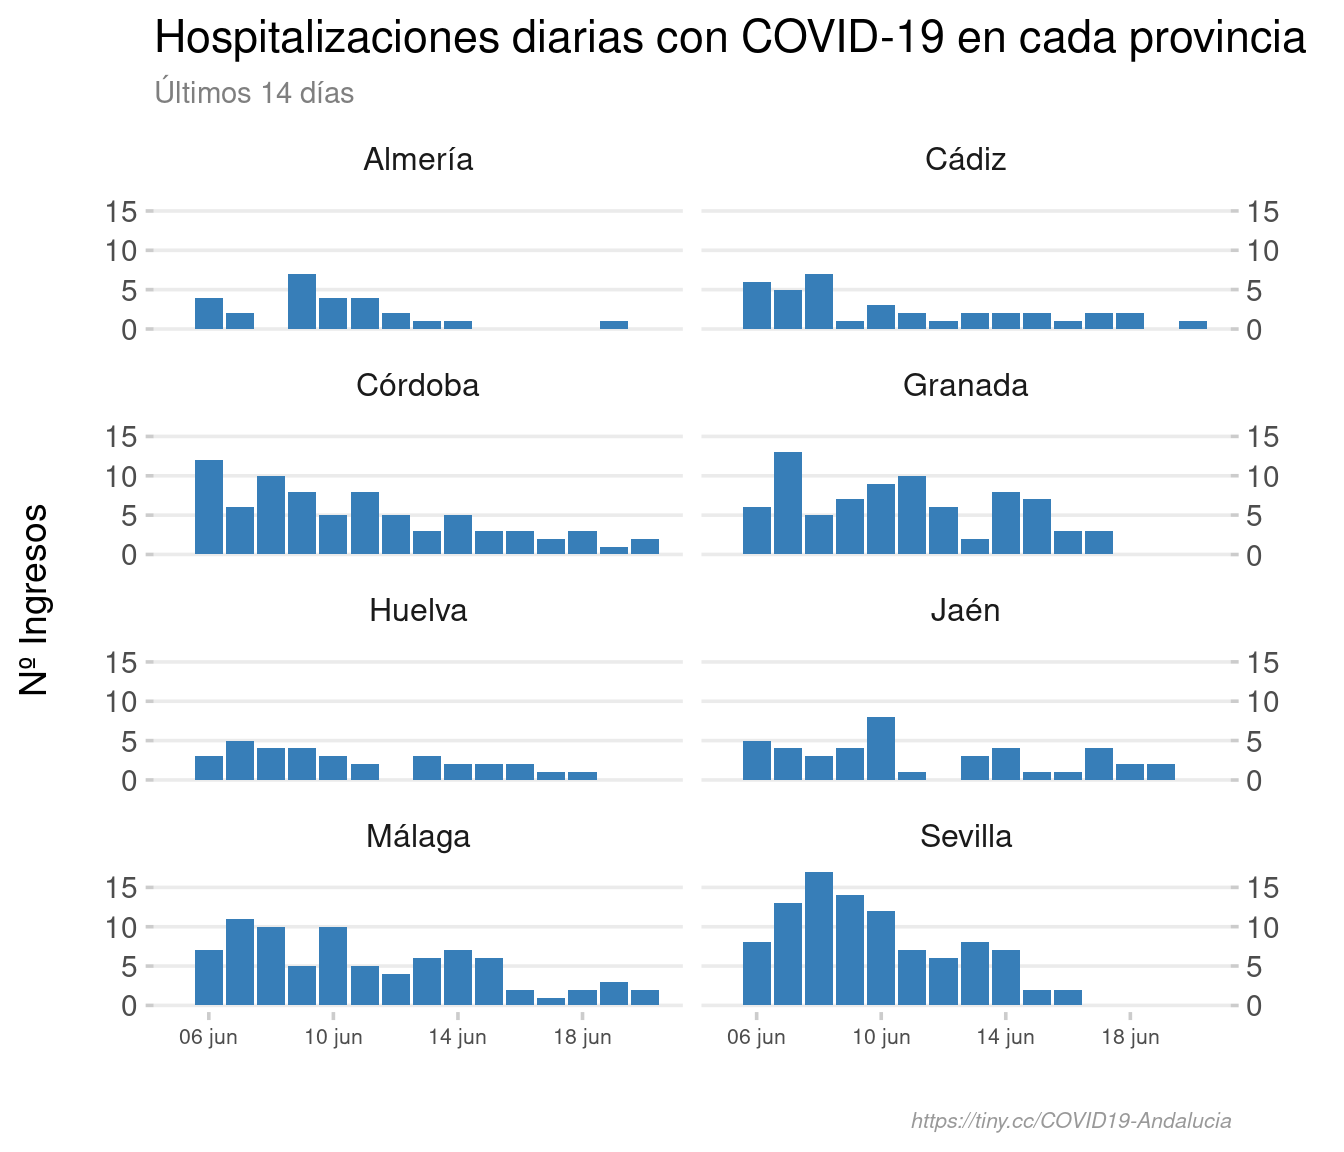 Hospitalizaciones diarias con COVID-19 en cada provincia
Últimos 14 días
Almería
Cádiz
15
10
5
0
15
10
5
0
Córdoba
Granada
15
10
5
0
15
10
5
0
Nº Ingresos
Huelva
Jaén
15
10
5
0
15
10
5
0
Málaga
Sevilla
15
10
5
0
15
10
5
0
06 jun 10 jun 14 jun 18 jun
06 jun 10 jun 14 jun 18 jun
https://tiny.cc/COVID19-Andalucia